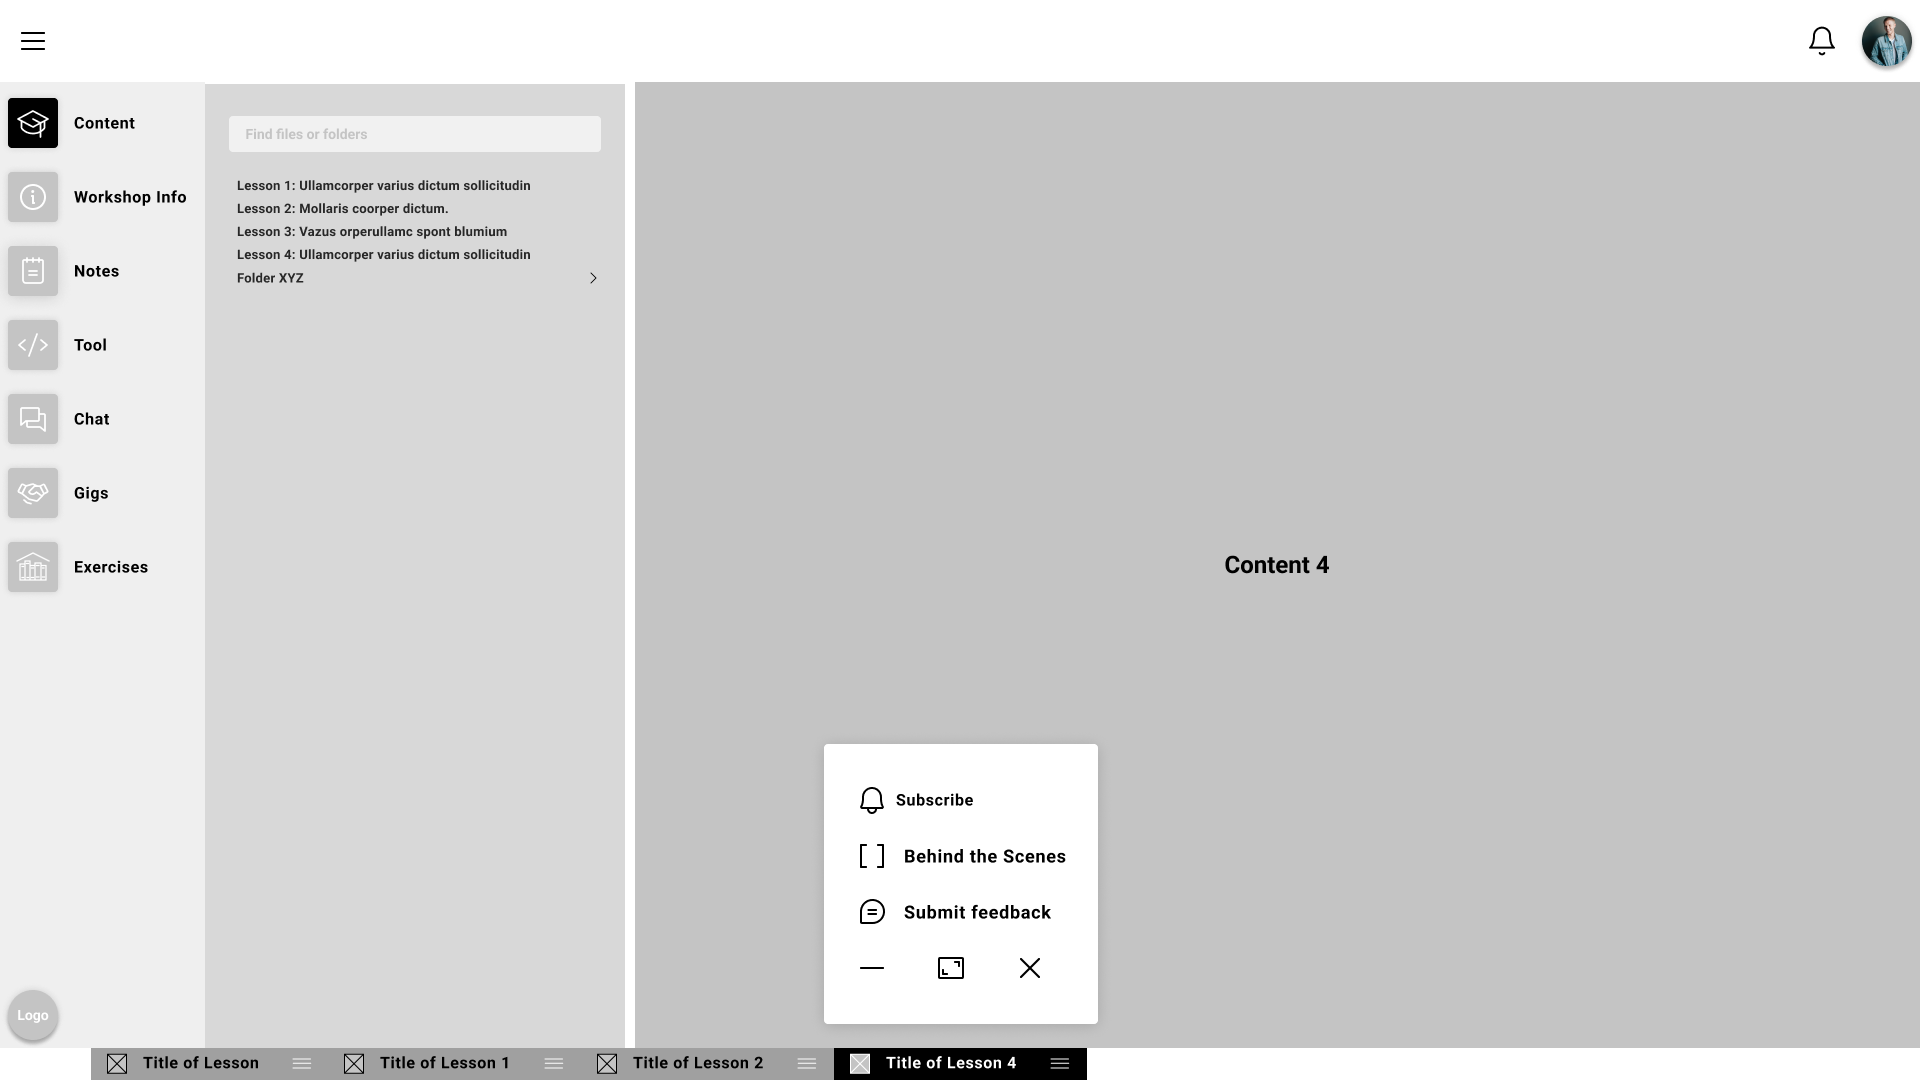 Content
Workshop Info
Notes
Tool
Chat
Gigs
Exercises
Logo
Find files or folders
Lesson 1: Ullamcorper varius dictum sollicitudin
Lesson 2: Mollaris coorper dictum.
Lesson 3: Vazus orperullamc spont blumium
Lesson 4: Ullamcorper varius dictum sollicitudin
Folder XYZ
Content 4
Subscribe
Behind the Scenes
Submit feedback
Title of Lesson
Title of Lesson 1
Title of Lesson 2
Title of Lesson 4